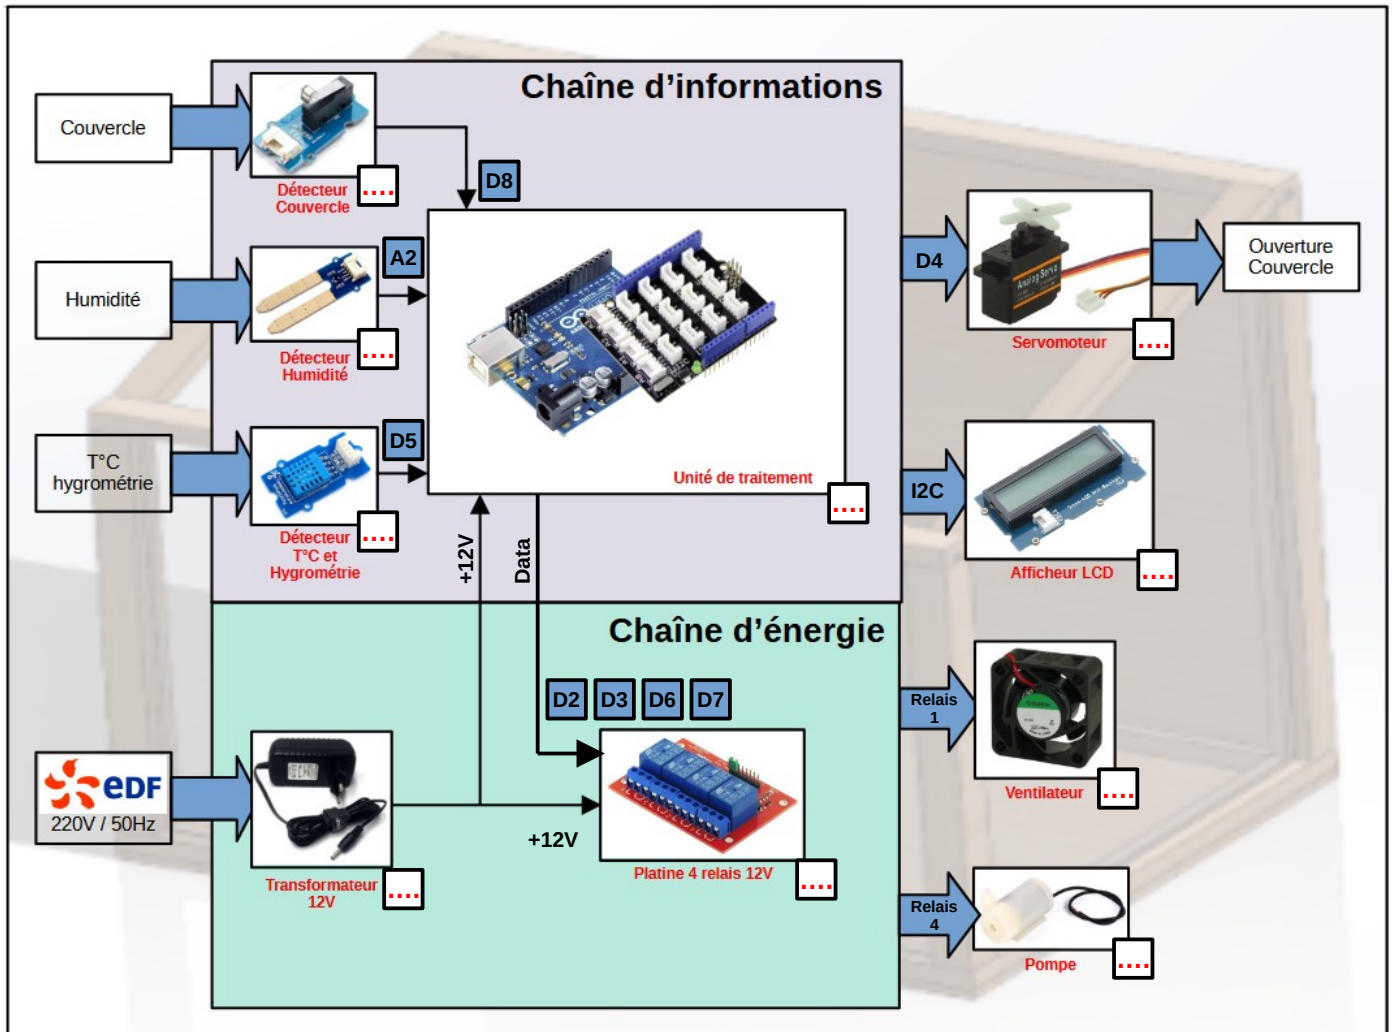 Chaîne d'informations
Couvercle
Détecteur
Couvercle
....
D8
Humidité
A2
Détecteur
Humidité
....
T°C
hygrométrie
D5
Détecteur
T°C et
Hygrométrie
....
Unité de traitement
....
+12V
Data
D4
Analog Servo
Servomoteur
....
Ouverture
Couvercle
I2C
Afficheur LCD
....
Chaîne d'énergie
D2 D3 D6 D7
eDF
220V / 50Hz
Transformateur
12V
....
+12V
Platine 4 relais 12V
....
Relais
1
Ventilateur
....
Relais
4
Pompe
....